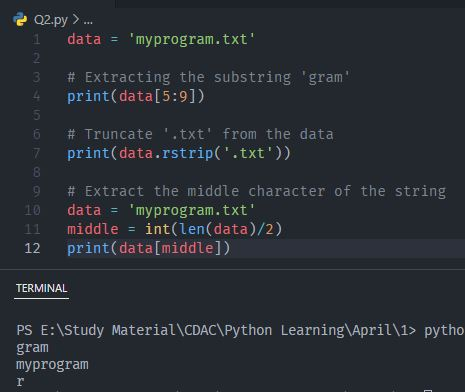 Q2.py > ...
1 data = 'myprogram.txt'
2
3 # Extracting the substring 'gram'
4 print(data[5:9])
5
6 # Truncate '.txt' from the data
7 print(data.rstrip('.txt'))
8
9 # Extract the middle character of the string
10 data = 'myprogram.txt'
11 middle = int(len(data)/2)
12 print(data[middle])
TERMINAL
PS E:\Study Material\CDAC\Python Learning\April\1> pytho
gram
myprogram
r